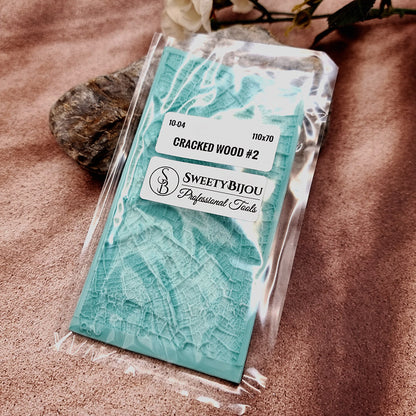 10-04 110x70
CRACKED WOOD #2
SB SWEETYBIJOU
Professional Tools